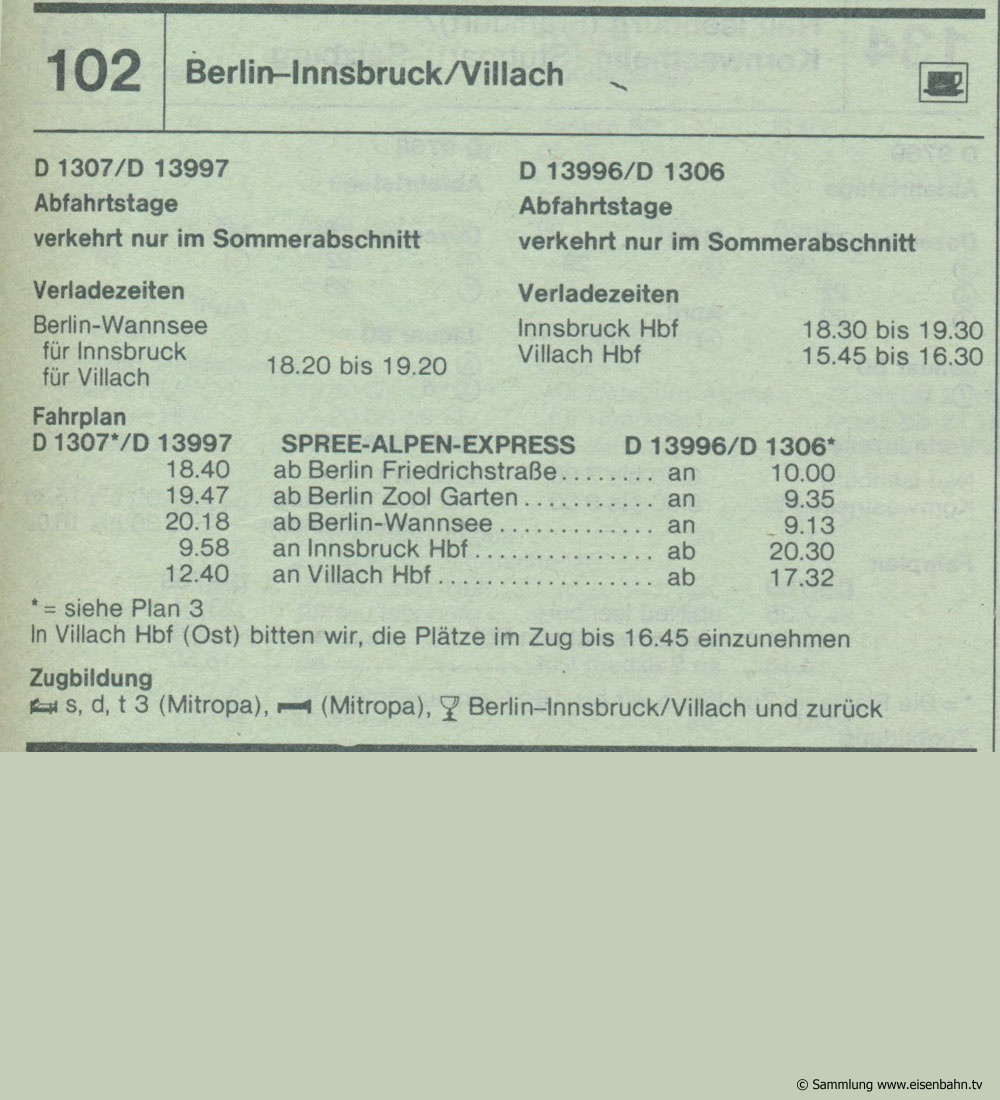 102 Berlin–Innsbruck/Villach
D 1307/D 13997
Abfahrtstage
verkehrt nur im Sommerabschnitt
Verladezeiten
Berlin-Wannsee
für Innsbruck
für Villach 18.20 bis 19.20
D 13996/D 1306
Abfahrtstage
verkehrt nur im Sommerabschnitt
Verladezeiten
Innsbruck Hbf 18.30 bis 19.30
Villach Hbf 15.45 bis 16.30
Fahrplan
D 1307*/D 13997 SPREE-ALPEN-EXPRESS D 13996/D 1306*
18.40 ab Berlin Friedrichstraße........ an 10.00
19.47 ab Berlin Zool Garten........... an 9.35
20.18 ab Berlin-Wannsee............. an 9.13
9.58 an Innsbruck Hbf............... ab 20.30
12.40 an Villach Hbf.................. ab 17.32
* = siehe Plan 3
In Villach Hbf (Ost) bitten wir, die Plätze im Zug bis 16.45 einzunehmen
Zugbildung
s, d, t 3 (Mitropa), (Mitropa), Berlin–Innsbruck/Villach und zurück
© Sammlung www.eisenbahn.tv